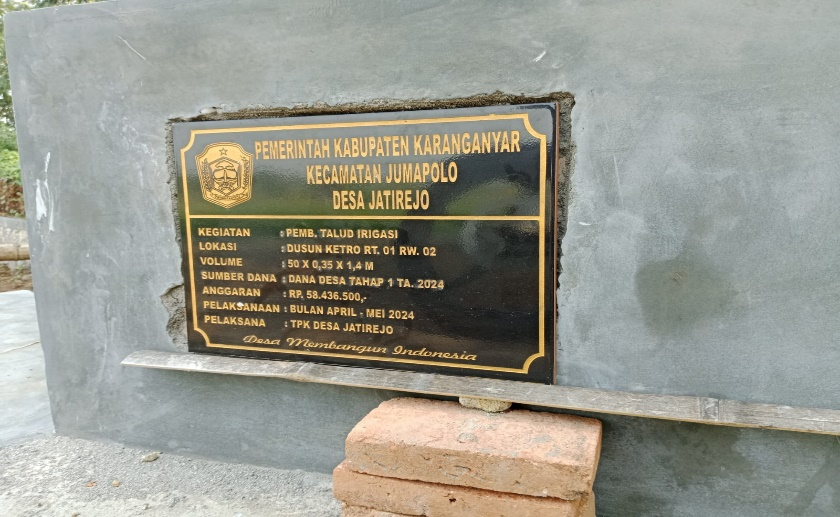 PEMERINTAH KABUPATEN KARANGANYAR
KECAMATAN JUMAPOLO
DESA JATIREJO
KEGIATAN : PEMB. TALUD IRIGASI
LOKASI : DUSUN KETRO RT. 01 RW. 02
VOLUME : 50 X 0,35 X 1,4 M
SUMBER DANA : DANA DESA TAHAP 1 TA. 2024
ANGGARAN : RP. 58.436.500,-
PELAKSANAAN : BULAN APRIL - MEI 2024
PELAKSANA : TPK DESA JATIREJO
Desa Membangun Indonesia